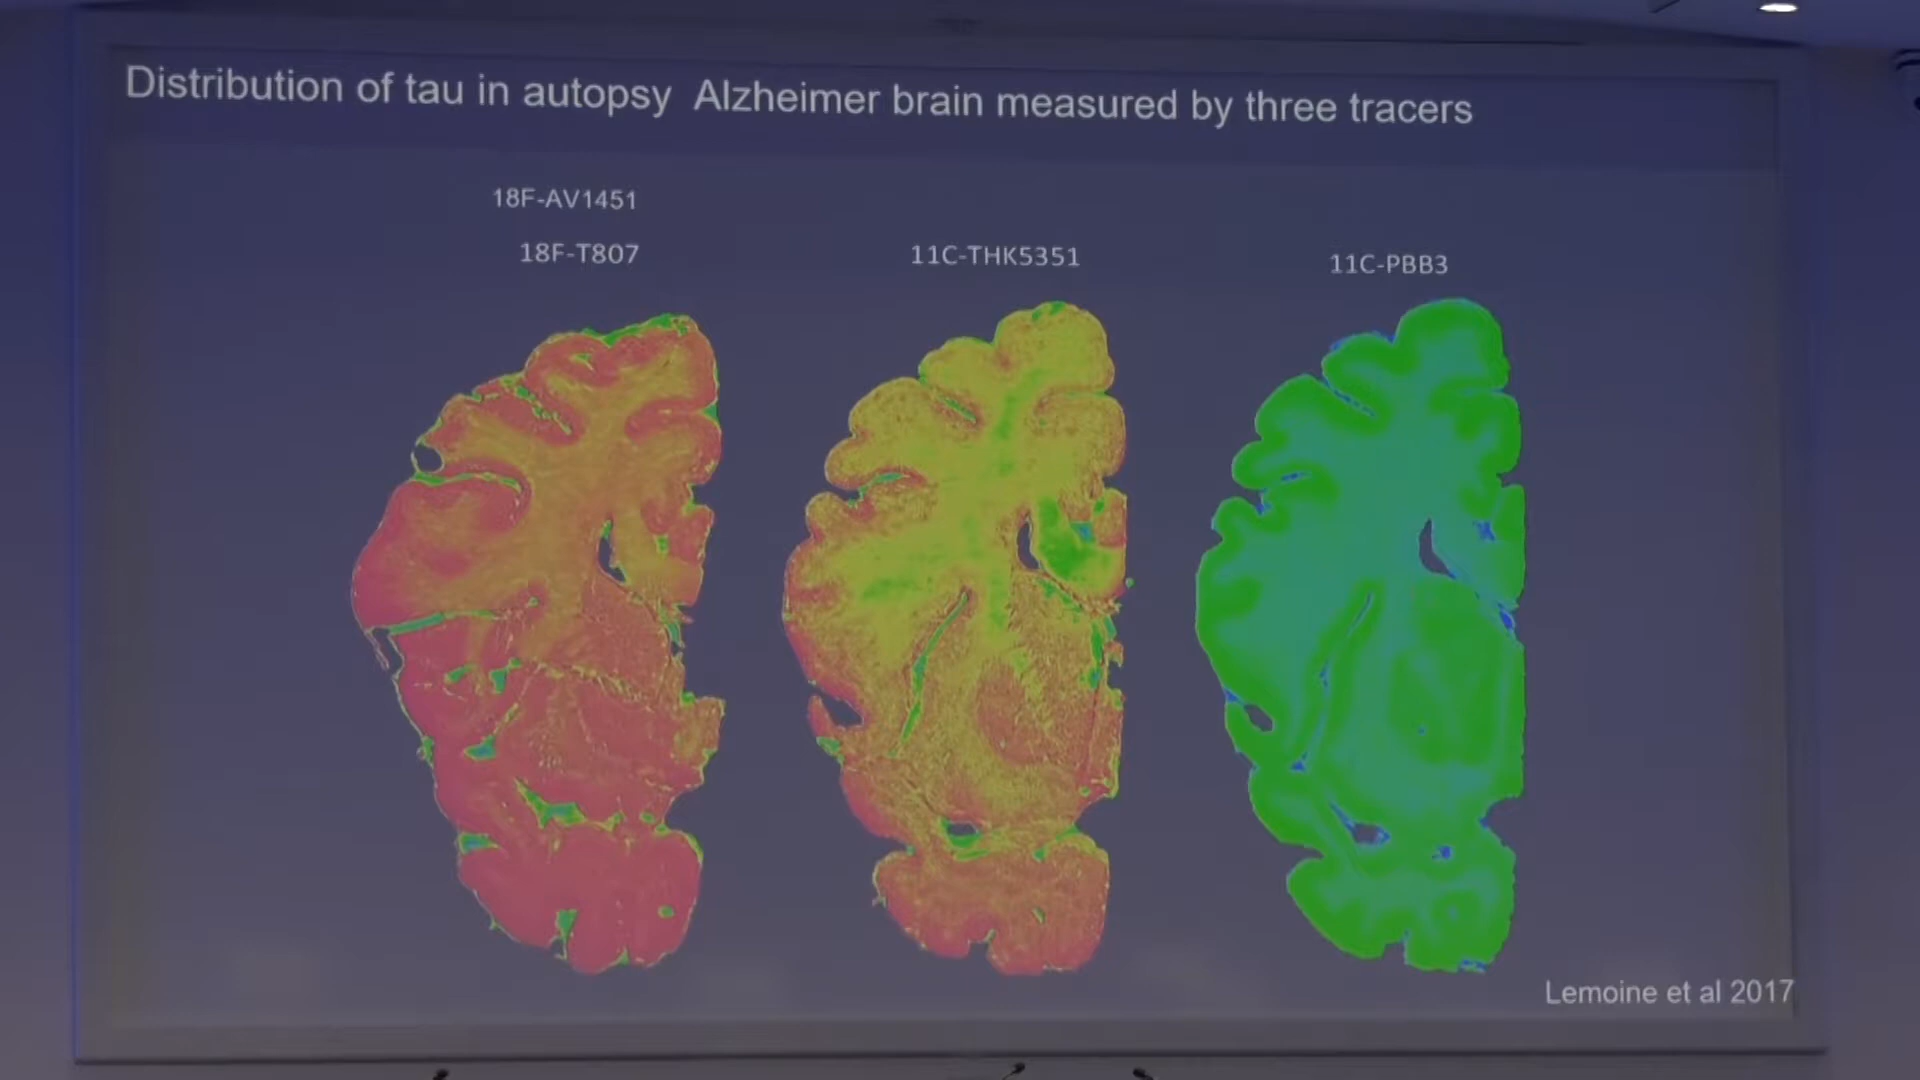 Distribution of tau in autopsy Alzheimer brain measured by three tracers
18F-AV1451
18F-T807
11C-THK5351
11C-PBB3
Lemoine et al 2017